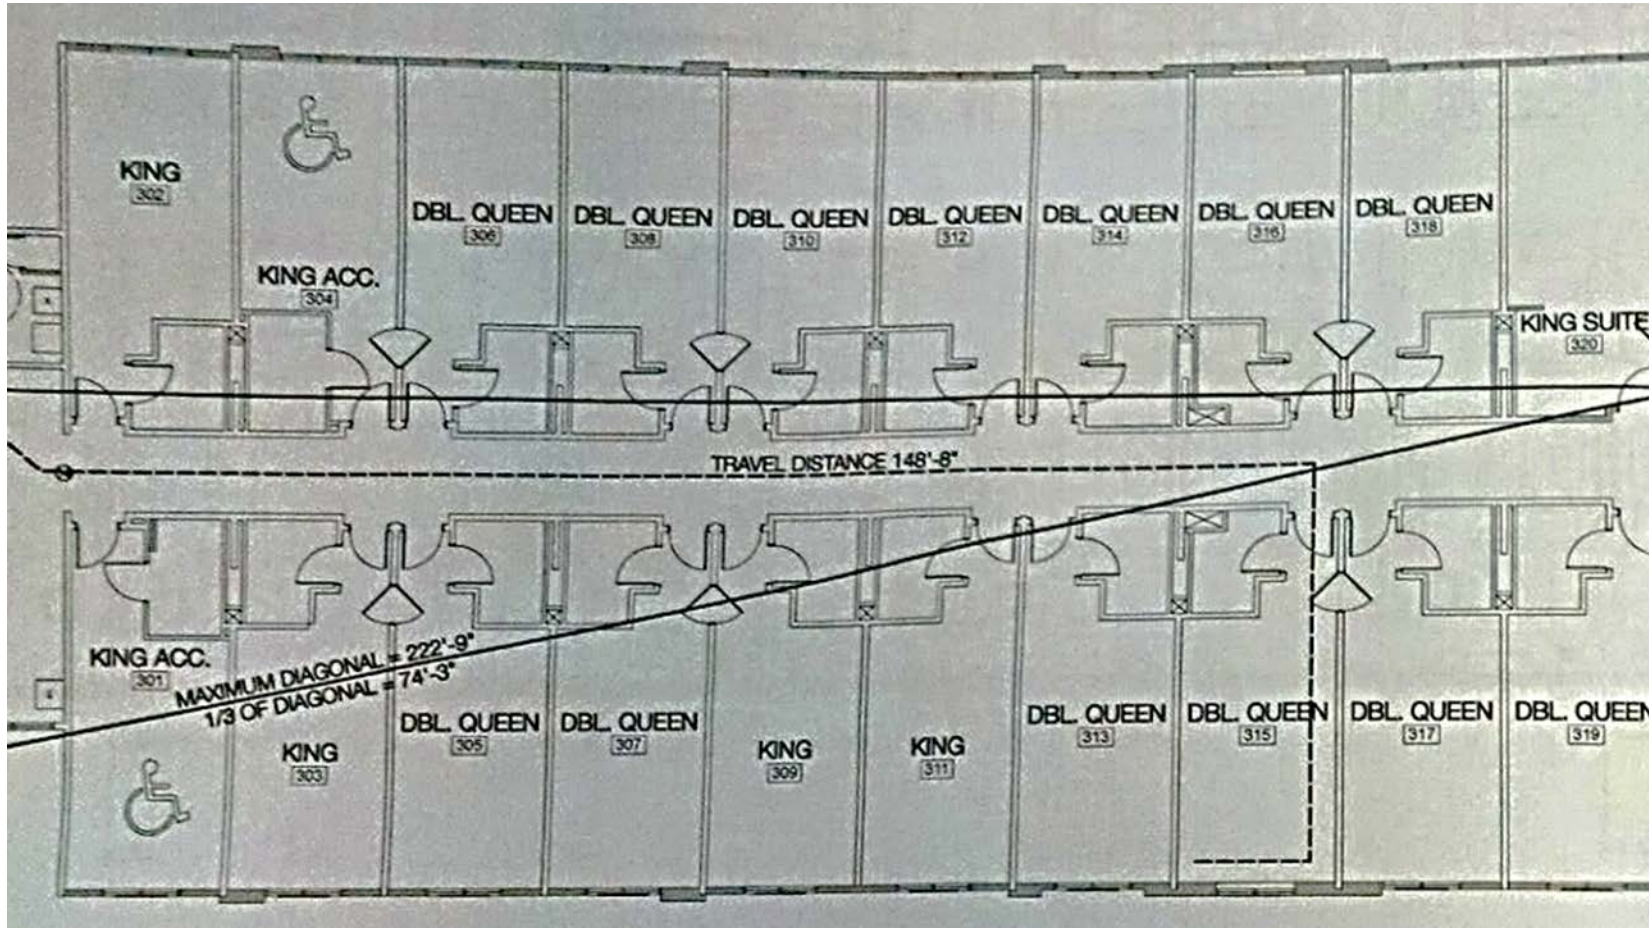 KING
302
KING ACC.
304
DBL. QUEEN
306
DBL. QUEEN
308
DBL. QUEEN
310
DBL. QUEEN
312
DBL. QUEEN
314
DBL. QUEEN
316
DBL. QUEEN
318
KING SUITE
320
TRAVEL DISTANCE 148'-8"
MAXIMUM DIAGONAL = 222'-9"
1/3 OF DIAGONAL = 74'-3"
KING ACC.
301
KING
303
DBL. QUEEN
305
DBL. QUEEN
307
KING
309
KING
311
DBL. QUEEN
313
DBL. QUEEN
315
DBL. QUEEN
317
DBL. QUEEN
319